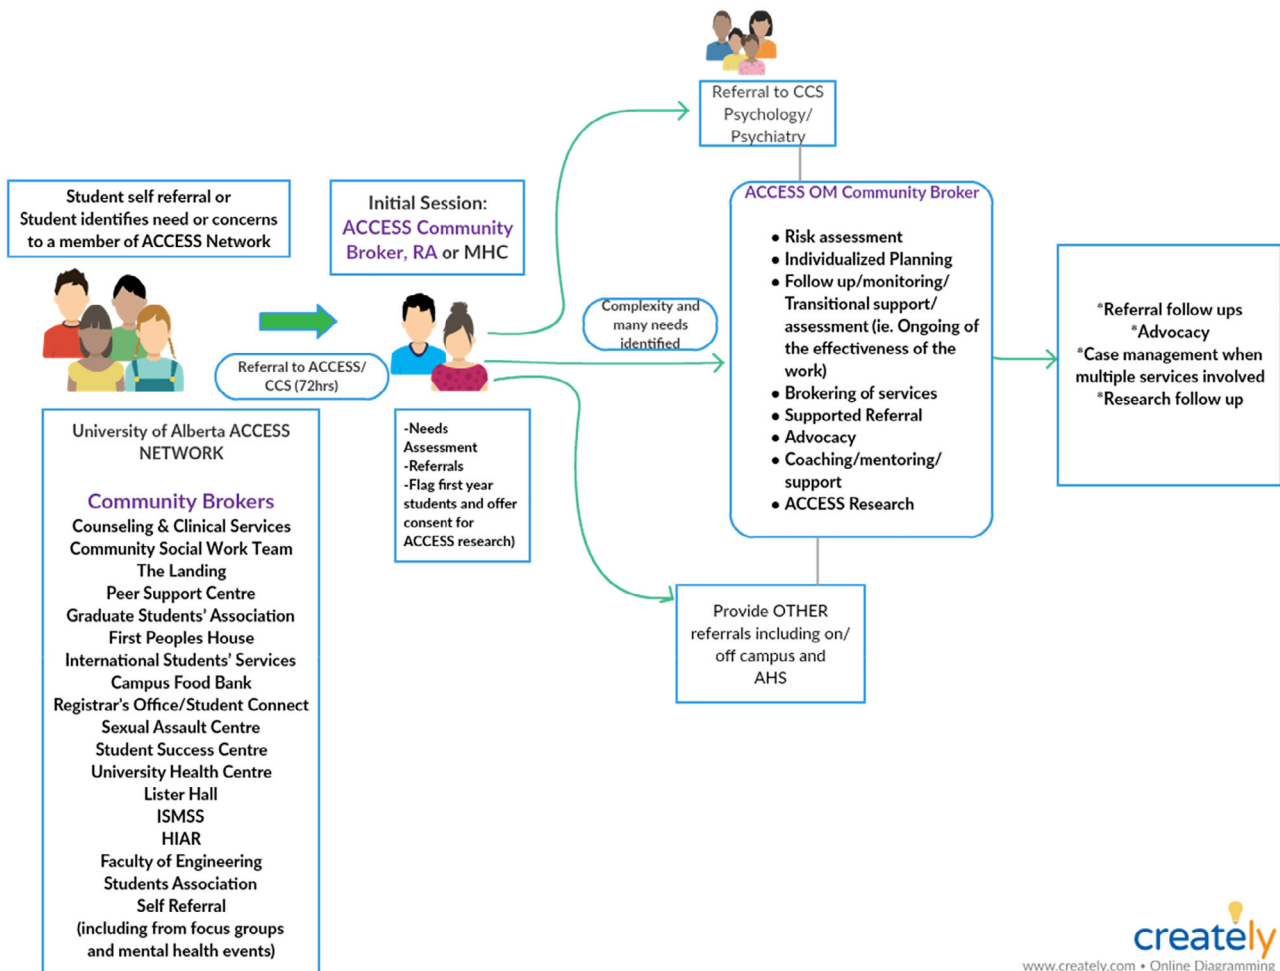 Referral to CCS
Psychology/
Psychiatry
Student self referral or
Student identifies need or concerns
to a member of ACCESS Network
Initial Session:
ACCESS Community
Broker, RA or MHC
Referral to ACCESS/
CCS (72hrs)
Complexity and
many needs
identified
University of Alberta ACCESS
NETWORK
Community Brokers
Counseling & Clinical Services
Community Social Work Team
The Landing
Peer Support Centre
Graduate Students' Association
First Peoples House
International Students' Services
Campus Food Bank
Registrar's Office/Student Connect
Sexual Assault Centre
Student Success Centre
University Health Centre
Lister Hall
ISMSS
HIAR
Faculty of Engineering
Students Association
Self Referral
(including from focus groups
and mental health events)
-Needs
Assessment
-Referrals
-Flag first year
students and offer
consent for
ACCESS research)
ACCESS OM Community Broker
● Risk assessment
● Individualized Planning
● Follow up/monitoring/
Transitional support/
assessment (ie. Ongoing of
the effectiveness of the
work)
● Brokering of services
● Supported Referral
● Advocacy
● Coaching/mentoring/
support
● ACCESS Research
Provide OTHER
referrals including on/
off campus and
AHS
*Referral follow ups
*Advocacy
*Case management when
multiple services involved
*Research follow up
creately
www.creately.com • Online Diagramming